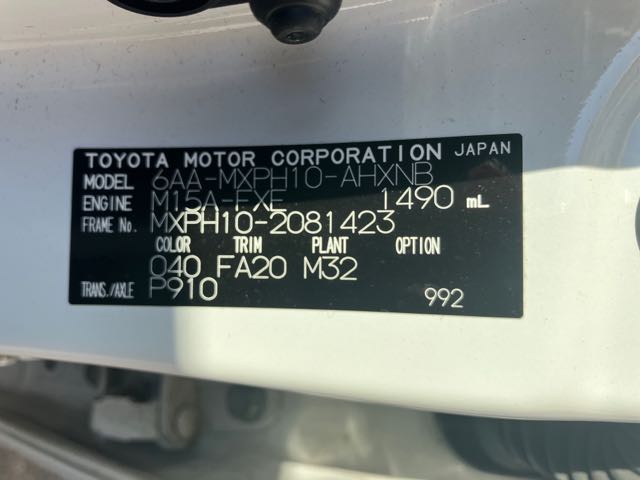 TOYOTA MOTOR CORPORATION JAPAN
MODEL 6AA-MXPH10-AHXNB
ENGINE M15A-FXE 1490 mL
FRAME No. MXPH10-2081423
COLOR TRIM PLANT OPTION
040 FA20 M32
TRANS./AXLE P910
992